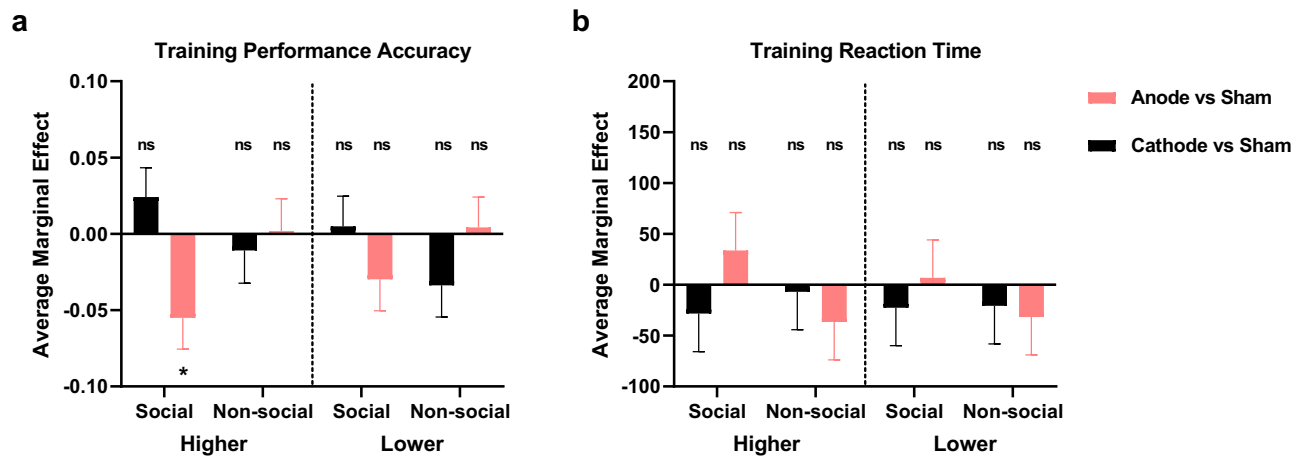 a
Training Performance Accuracy
Average Marginal Effect
0.10
0.05
0.00
-0.05
-0.10
ns
ns
ns
ns
ns
ns
ns
*
Social
Non-social
Social
Non-social
Higher
Lower
b
Training Reaction Time
Average Marginal Effect
200
150
100
50
0
-50
-100
ns
ns
ns
ns
ns
ns
ns
ns
Social
Non-social
Social
Non-social
Higher
Lower
Anode vs Sham
Cathode vs Sham